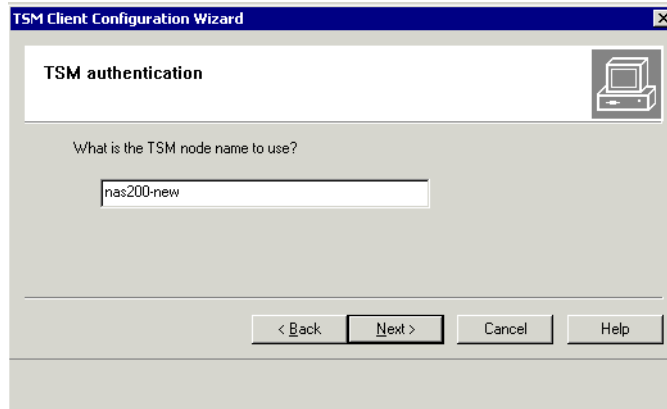 TSM Client Configuration Wizard
TSM authentication
What is the TSM node name to use?
nas200-new
< Back Next > Cancel Help